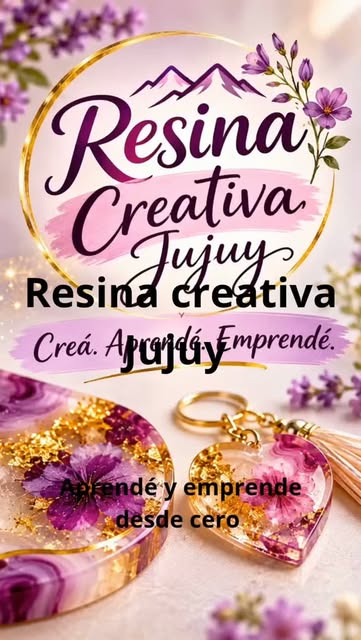 Resina
Creativa
Jujuy
Resina creativa
Jujuy
Creá. Aprendé. Emprendé.
Aprendé y emprende
desde cero